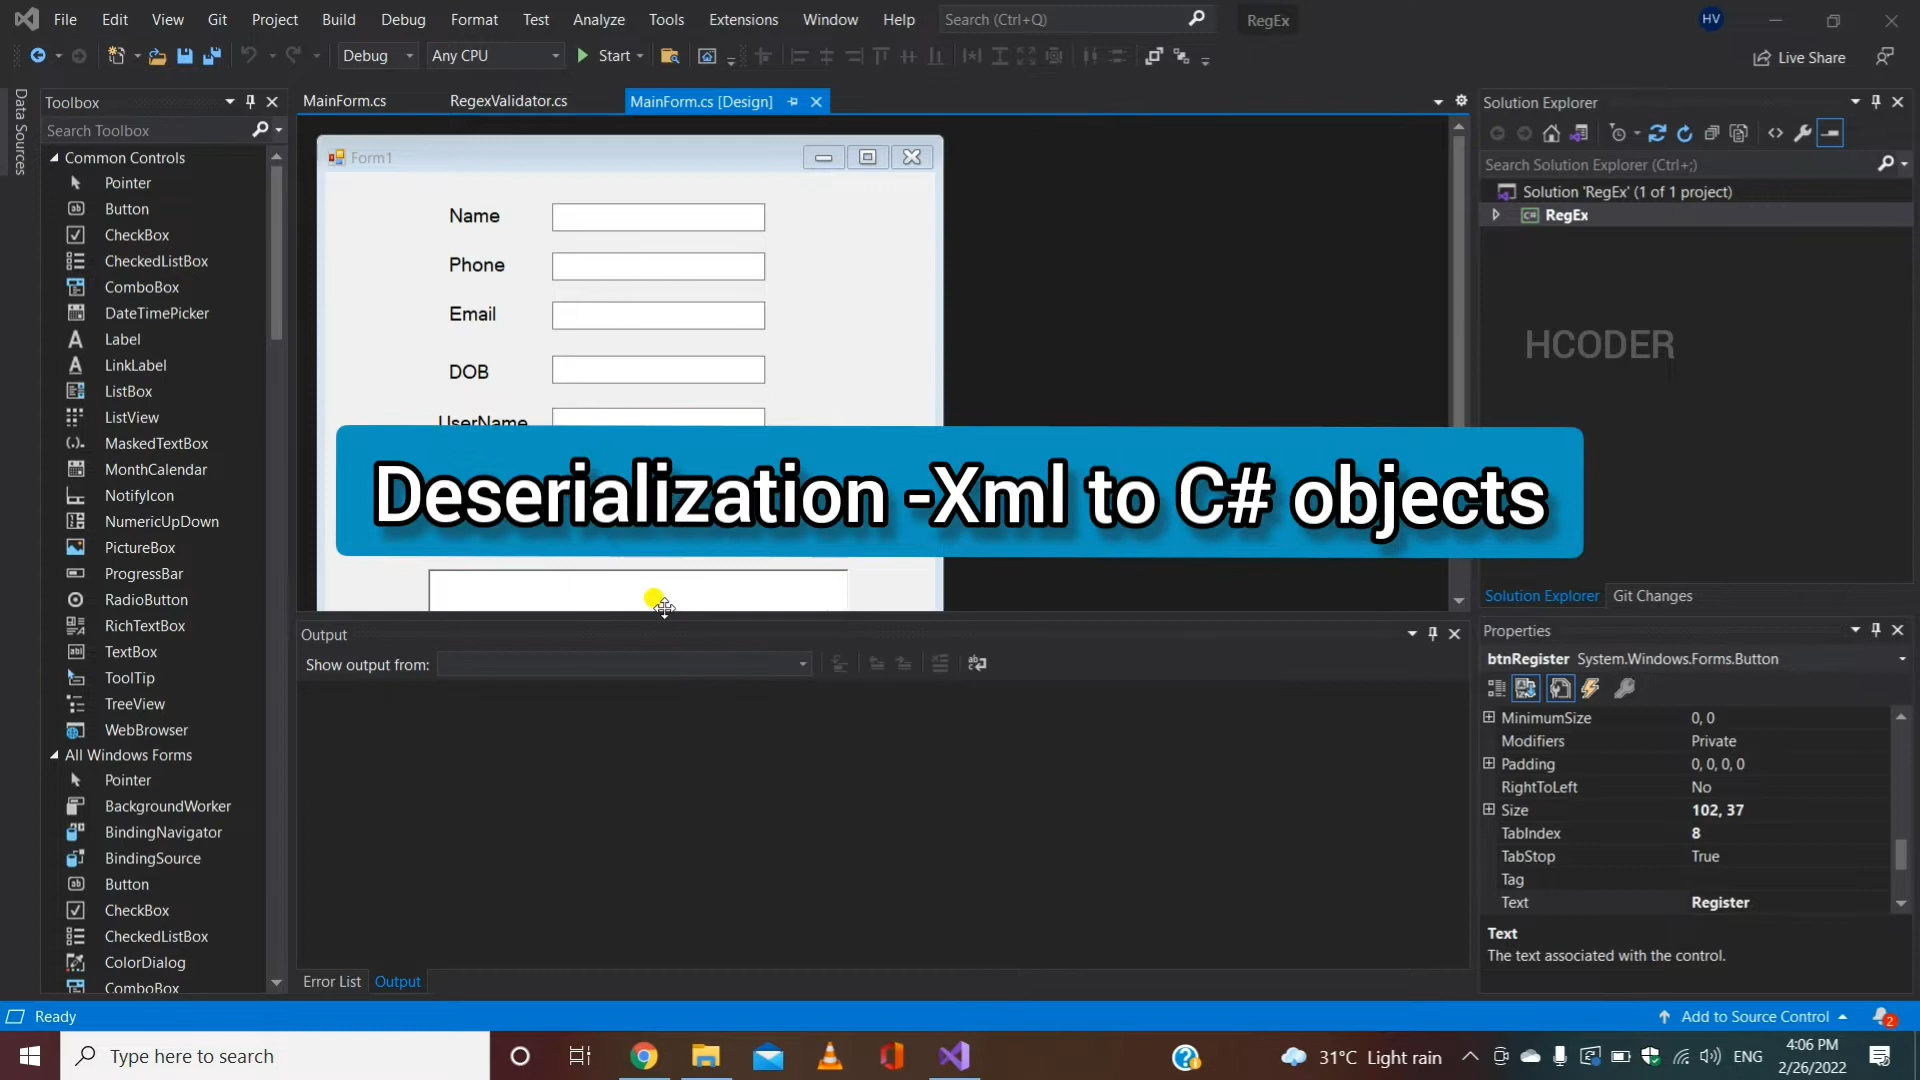 File Edit View Git Project Build Debug Format Test Analyze Tools Extensions Window Help Search (Ctrl+Q) RegEx HV
Debug Any CPU Start Live Share
Data Sources
Toolbox
Search Toolbox
Common Controls
Pointer
Button
CheckBox
CheckedListBox
ComboBox
DateTimePicker
Label
LinkLabel
ListBox
ListView
MaskedTextBox
MonthCalendar
NotifyIcon
NumericUpDown
PictureBox
ProgressBar
RadioButton
RichTextBox
TextBox
ToolTip
TreeView
WebBrowser
All Windows Forms
Pointer
BackgroundWorker
BindingNavigator
BindingSource
Button
CheckBox
CheckedListBox
ColorDialog
ComboBox
MainForm.cs RegexValidator.cs MainForm.cs [Design]
Form1
Name
Phone
Email
DOB
UserName
Deserialization -Xml to C# objects
Output
Show output from:
Error List Output
Solution Explorer
Search Solution Explorer (Ctrl+;)
Solution 'RegEx' (1 of 1 project)
RegEx
HCODER
Solution Explorer Git Changes
Properties
btnRegister System.Windows.Forms.Button
MinimumSize 0, 0
Modifiers Private
Padding 0, 0, 0, 0
RightToLeft No
Size 102, 37
TabIndex 8
TabStop True
Tag
Text Register
Text
The text associated with the control.
Ready Add to Source Control 2
Type here to search 31°C Light rain ENG 4:06 PM
2/26/2022